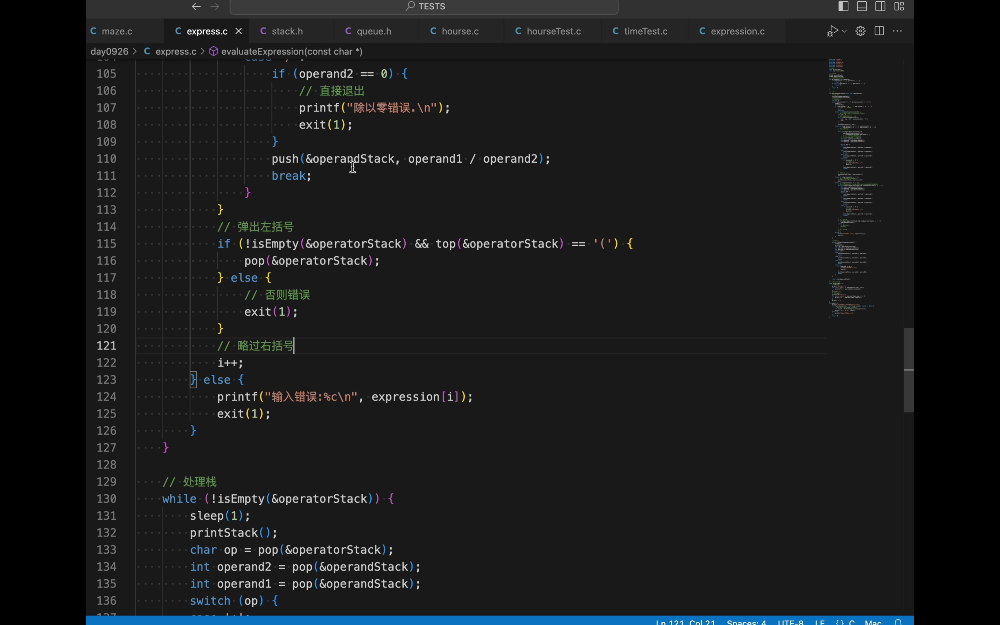 TESTS
maze.c express.c stack.h queue.h hourse.c hourseTest.c timeTest.c expression.c
day0926 > C express.c > evaluateExpression(const char *)
105 if (operand2 == 0) {
106 // 直接退出
107 printf("除以零错误.\n");
108 exit(1);
109 }
110 push(&operandStack, operand1 / operand2);
111 break;
112 }
113 }
114 // 弹出左括号
115 if (!isEmpty(&operatorStack) && top(&operatorStack) == '(') {
116 pop(&operatorStack);
117 } else {
118 // 否则错误
119 exit(1);
120 }
121 // 略过右括号
122 i++;
123 } else {
124 printf("输入错误:%c\n", expression[i]);
125 exit(1);
126 }
127 }
128
129 // 处理栈
130 while (!isEmpty(&operatorStack)) {
131 sleep(1);
132 printStack();
133 char op = pop(&operatorStack);
134 int operand2 = pop(&operandStack);
135 int operand1 = pop(&operandStack);
136 switch (op) {
Ln 121, Col 21 Spaces: 4 UTF-8 LF {} C Mac